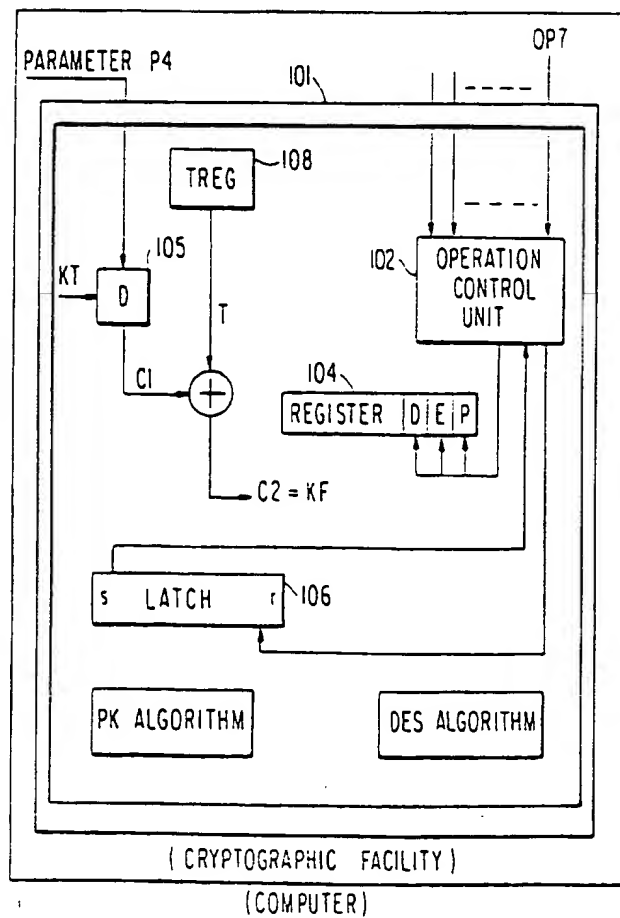 OP7
PARAMETER P4
101
108
TREG
105
102
OPERATION
CONTROL
UNIT
KT
D
T
C1
104
REGISTER D E P
C2 = KF
S LATCH r
106
PK ALGORITHM
DES ALGORITHM
(CRYPTOGRAPHIC FACILITY)
(COMPUTER)